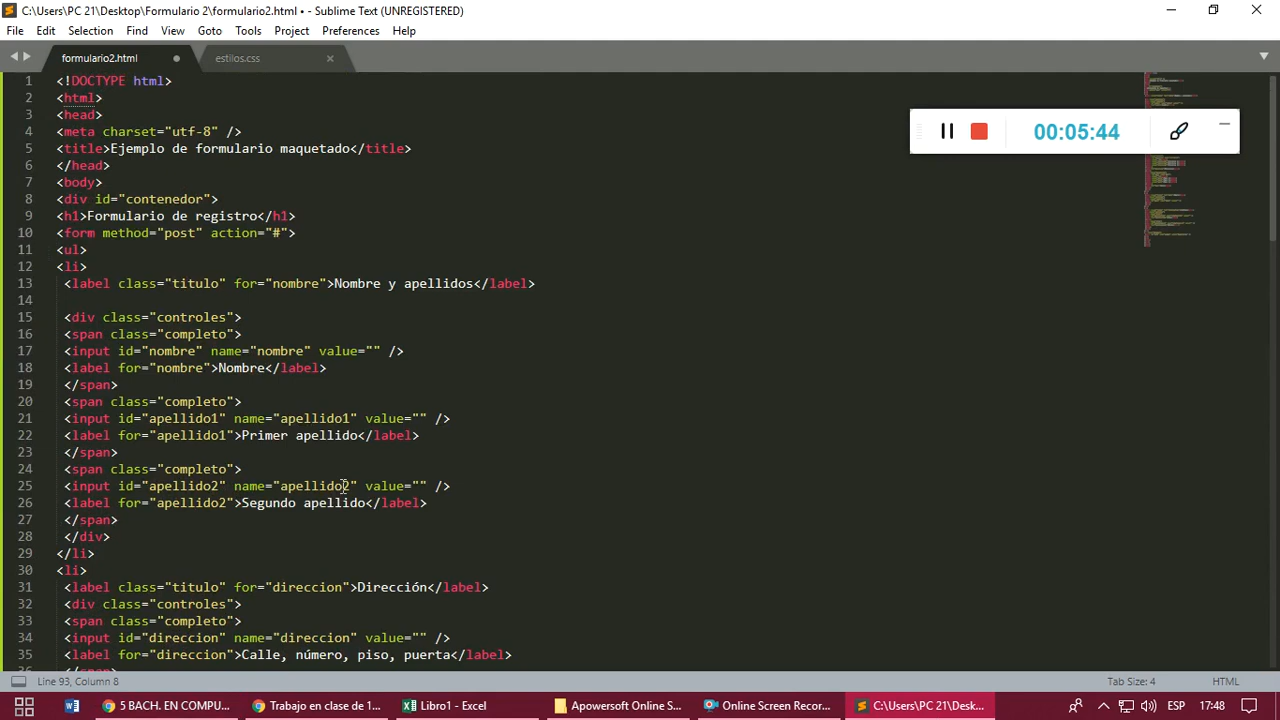 C:\Users\PC 21\Desktop\Formulario 2\formulario2.html • - Sublime Text (UNREGISTERED)
File Edit Selection Find View Goto Tools Project Preferences Help
formulario2.html estilos.css
1 <!DOCTYPE html>
2 <html>
3 <head>
4 <meta charset="utf-8" />
5 <title>Ejemplo de formulario maquetado</title>
6 </head>
7 <body>
8 <div id="contenedor">
9 <h1>Formulario de registro</h1>
10 <form method="post" action="#">
11 <ul>
12 <li>
13 <label class="titulo" for="nombre">Nombre y apellidos</label>
14
15 <div class="controles">
16 <span class="completo">
17 <input id="nombre" name="nombre" value="" />
18 <label for="nombre">Nombre</label>
19 </span>
20 <span class="completo">
21 <input id="apellido1" name="apellido1" value="" />
22 <label for="apellido1">Primer apellido</label>
23 </span>
24 <span class="completo">
25 <input id="apellido2" name="apellido2" value="" />
26 <label for="apellido2">Segundo apellido</label>
27 </span>
28 </div>
29 </li>
30 <li>
31 <label class="titulo" for="direccion">Dirección</label>
32 <div class="controles">
33 <span class="completo">
34 <input id="direccion" name="direccion" value="" />
35 <label for="direccion">Calle, número, piso, puerta</label>
00:05:44
Line 93, Column 8 Tab Size: 4 HTML
5 BACH. EN COMPU... Trabajo en clase de 1... Libro1 - Excel Apowersoft Online S... Online Screen Recor... C:\Users\PC 21\Desk... ESP 17:48